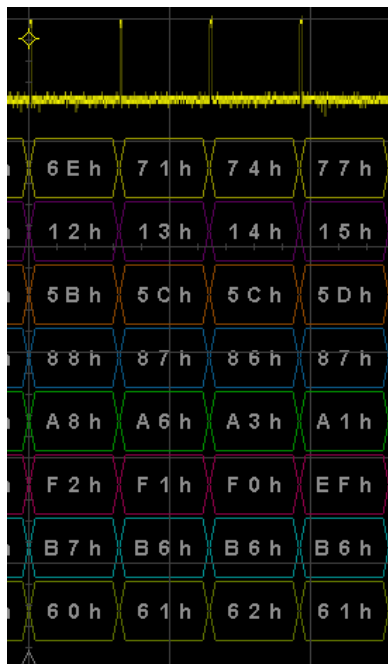 6Eh 71h 74h 77h
12h 13h 14h 15h
5Bh 5Ch 5Ch 5Dh
88h 87h 86h 87h
A8h A6h A3h A1h
F2h F1h F0h EFh
B7h B6h B6h B6h
60h 61h 62h 61h